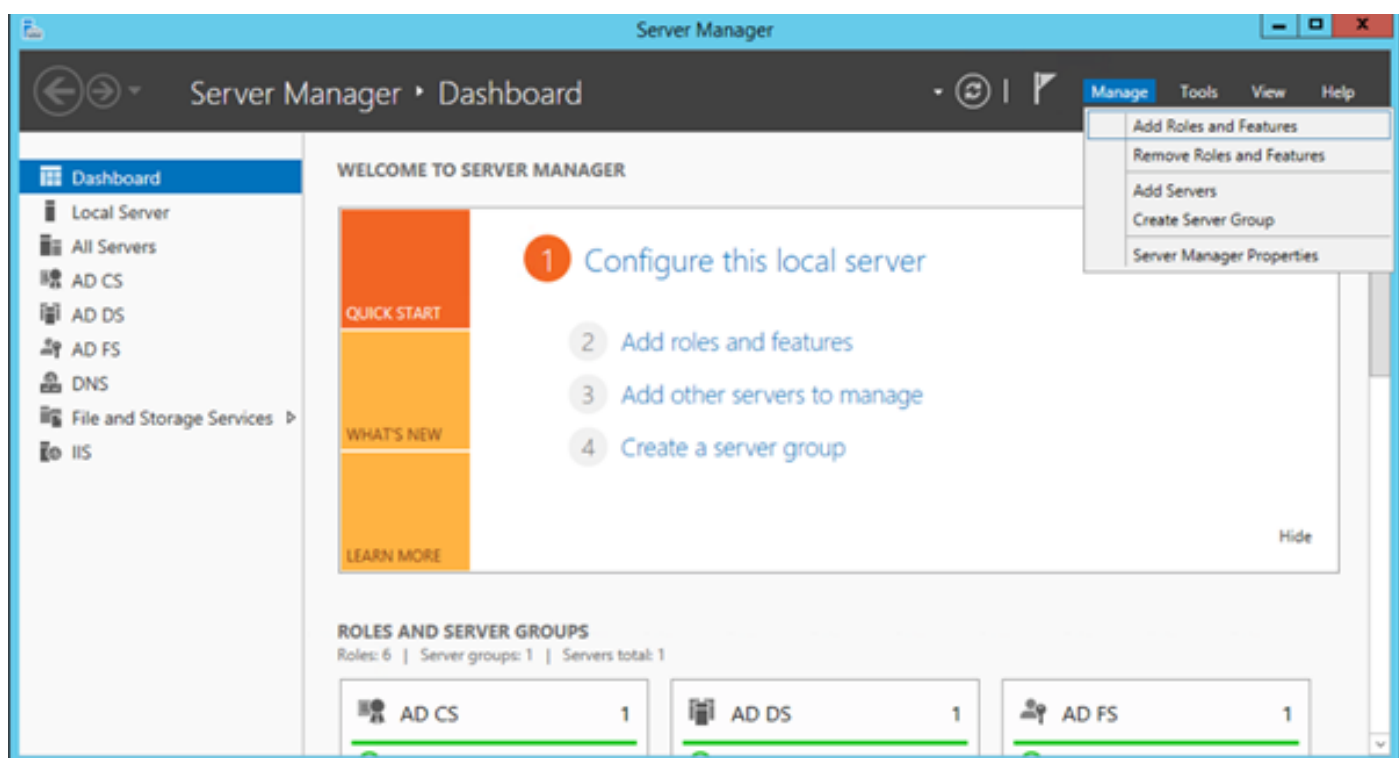 Server Manager
Server Manager • Dashboard
Manage Tools View Help
Add Roles and Features
Remove Roles and Features
Add Servers
Create Server Group
Server Manager Properties
Dashboard
Local Server
All Servers
AD CS
AD DS
AD FS
DNS
File and Storage Services
IIS
WELCOME TO SERVER MANAGER
QUICK START
WHAT'S NEW
LEARN MORE
1 Configure this local server
2 Add roles and features
3 Add other servers to manage
4 Create a server group
Hide
ROLES AND SERVER GROUPS
Roles: 6 | Server groups: 1 | Servers total: 1
AD CS 1
AD DS 1
AD FS 1